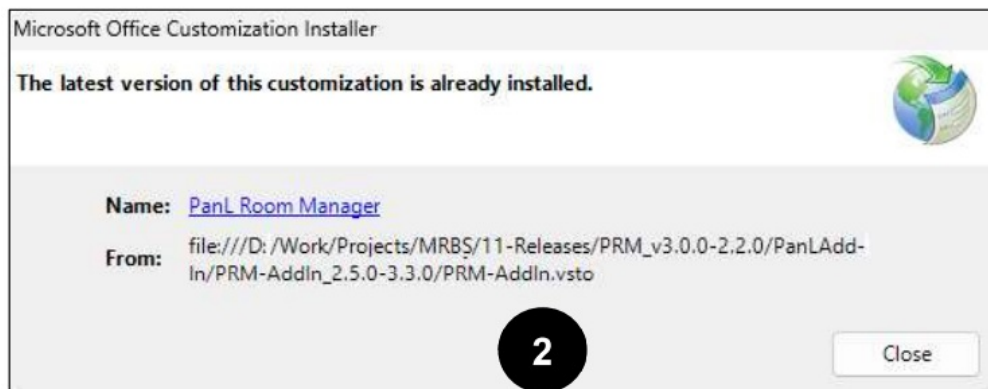 Microsoft Office Customization Installer
The latest version of this customization is already installed.
Name: PanL Room Manager
From: file:///D:/Work/Projects/MRBS/11-Releases/PRM_v3.0.0-2.2.0/PanLAdd-
In/PRM-AddIn_2.5.0-3.3.0/PRM-AddIn.vsto
2
Close